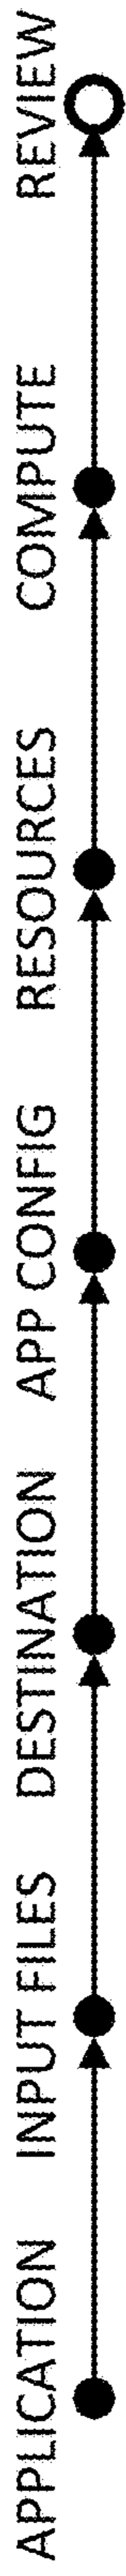 APPLICATION
INPUT FILES
DESTINATION
APP CONFIG
RESOURCES
COMPUTE
REVIEW